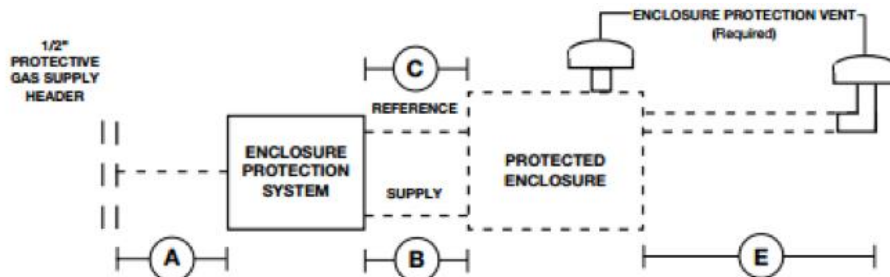 ENCLOSURE PROTECTION VENT
(Required)
1/2"
PROTECTIVE
GAS SUPPLY
HEADER
C
REFERENCE
ENCLOSURE
PROTECTION
SYSTEM
PROTECTED
ENCLOSURE
SUPPLY
A
B
E